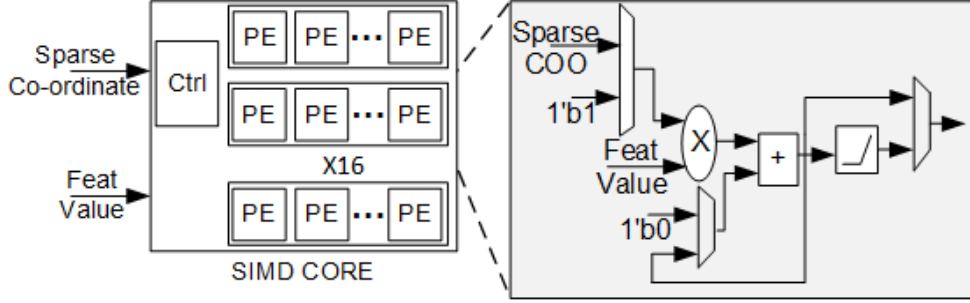 Sparse
Co-ordinate
Feat
Value
Ctrl
PE PE ••• PE
PE PE ••• PE
X16
PE PE ••• PE
SIMD CORE
Sparse
COO
1'b1
X
Feat
Value
+
1'b0